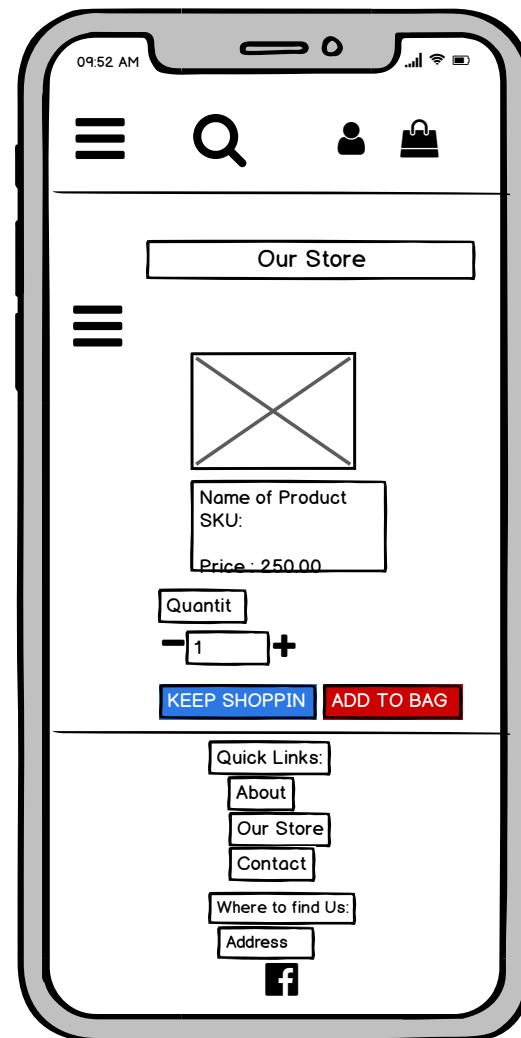 09:52 AM
Our Store
Name of Product
SKU:
Price : 250.00
Quantit
1
KEEP SHOPPIN
ADD TO BAG
Quick Links:
About
Our Store
Contact
Where to find Us:
Address